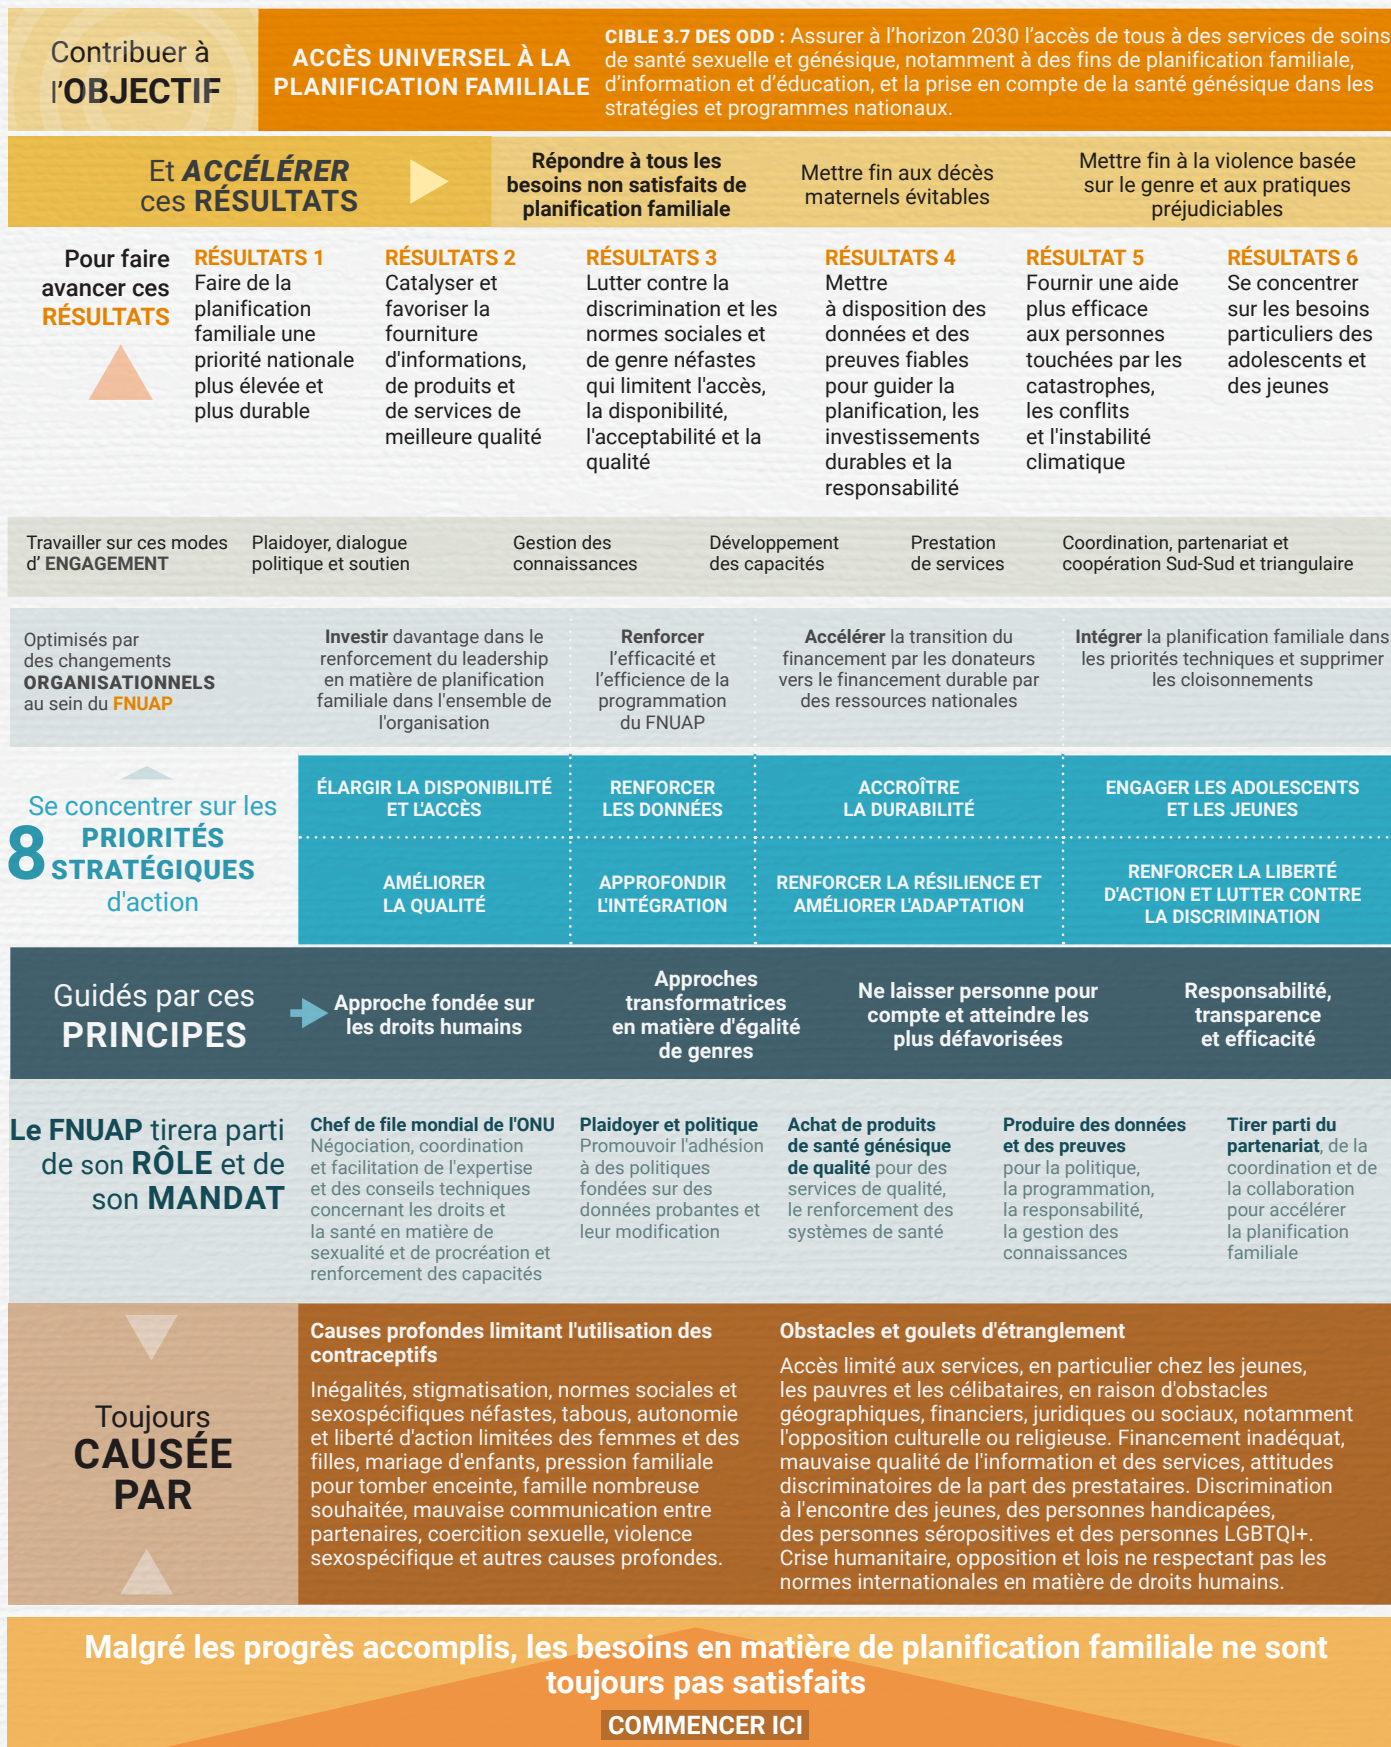 Contribuer à
l'OBJECTIF
ACCÈS UNIVERSEL À LA
PLANIFICATION FAMILIALE
CIBLE 3.7 DES ODD : Assurer à l'horizon 2030 l'accès de tous à des services de soins
de santé sexuelle et génésique, notamment à des fins de planification familiale,
d'information et d'éducation, et la prise en compte de la santé génésique dans les
stratégies et programmes nationaux.
Et ACCÉLÉRER
ces RÉSULTATS
Répondre à tous les
besoins non satisfaits de
planification familiale
Mettre fin aux décès
maternels évitables
Mettre fin à la violence basée
sur le genre et aux pratiques
préjudiciables
Pour faire
avancer ces
RÉSULTATS
RÉSULTATS 1
Faire de la
planification
familiale une
priorité nationale
plus élevée et
plus durable
RÉSULTATS 2
Catalyser et
favoriser la
fourniture
d'informations,
de produits et
de services de
meilleure qualité
RÉSULTATS 3
Lutter contre la
discrimination et les
normes sociales et
de genre néfastes
qui limitent l'accès,
la disponibilité,
l'acceptabilité et la
qualité
RÉSULTATS 4
Mettre
à disposition des
données et des
preuves fiables
pour guider la
planification, les
investissements
durables et la
responsabilité
RÉSULTAT 5
Fournir une aide
plus efficace
aux personnes
touchées par les
catastrophes,
les conflits
et l'instabilité
climatique
RÉSULTATS 6
Se concentrer
sur les besoins
particuliers des
adolescents et
des jeunes
Travailler sur ces modes
d' ENGAGEMENT
Plaidoyer, dialogue
politique et soutien
Gestion des
connaissances
Développement
des capacités
Prestation
de services
Coordination, partenariat et
coopération Sud-Sud et triangulaire
Optimisés par
des changements
ORGANISATIONNELS
au sein du FNUAP
Investir davantage dans le
renforcement du leadership
en matière de planification
familiale dans l'ensemble de
l'organisation
Renforcer
l'efficacité et
l'efficience de la
programmation
du FNUAP
Accélérer la transition du
financement par les donateurs
vers le financement durable par
des ressources nationales
Intégrer la planification familiale dans
les priorités techniques et supprimer
les cloisonnements
Se concentrer sur les
8 PRIORITÉS
STRATÉGIQUES
d'action
ÉLARGIR LA DISPONIBILITÉ
ET L'ACCÈS
RENFORCER
LES DONNÉES
ACCROÎTRE
LA DURABILITÉ
ENGAGER LES ADOLESCENTS
ET LES JEUNES
AMÉLIORER
LA QUALITÉ
APPROFONDIR
L'INTÉGRATION
RENFORCER LA RÉSILIENCE ET
AMÉLIORER L'ADAPTATION
RENFORCER LA LIBERTÉ
D'ACTION ET LUTTER CONTRE
LA DISCRIMINATION
Guidés par ces
PRINCIPES
Approche fondée sur
les droits humains
Approches
transformatrices
en matière d'égalité
de genres
Ne laisser personne pour
compte et atteindre les
plus défavorisées
Responsabilité,
transparence
et efficacité
Le FNUAP tirera parti
de son RÔLE et de
son MANDAT
Chef de file mondial de l'ONU
Négociation, coordination
et facilitation de l'expertise
et des conseils techniques
concernant les droits et
la santé en matière de
sexualité et de procréation et
renforcement des capacités
Plaidoyer et politique
Promouvoir l'adhésion
à des politiques
fondées sur des
données probantes et
leur modification
Achat de produits
de santé génésique
de qualité pour des
services de qualité,
le renforcement des
systèmes de santé
Produire des données
et des preuves
pour la politique,
la programmation,
la responsabilité,
la gestion des
connaissances
Tirer parti du
partenariat, de la
coordination et de
la collaboration
pour accélérer
la planification
familiale
Toujours
CAUSÉE
PAR
Causes profondes limitant l'utilisation des
contraceptifs
Inégalités, stigmatisation, normes sociales et
sexospécifiques néfastes, tabous, autonomie
et liberté d'action limitées des femmes et des
filles, mariage d'enfants, pression familiale
pour tomber enceinte, famille nombreuse
souhaitée, mauvaise communication entre
partenaires, coercition sexuelle, violence
sexospécifique et autres causes profondes.
Obstacles et goulets d'étranglement
Accès limité aux services, en particulier chez les jeunes,
les pauvres et les célibataires, en raison d'obstacles
géographiques, financiers, juridiques ou sociaux, notamment
l'opposition culturelle ou religieuse. Financement inadéquat,
mauvaise qualité de l'information et des services, attitudes
discriminatoires de la part des prestataires. Discrimination
à l'encontre des jeunes, des personnes handicapées,
des personnes séropositives et des personnes LGBTQI+.
Crise humanitaire, opposition et lois ne respectant pas les
normes internationales en matière de droits humains.
Malgré les progrès accomplis, les besoins en matière de planification familiale ne sont
toujours pas satisfaits
COMMENCER ICI